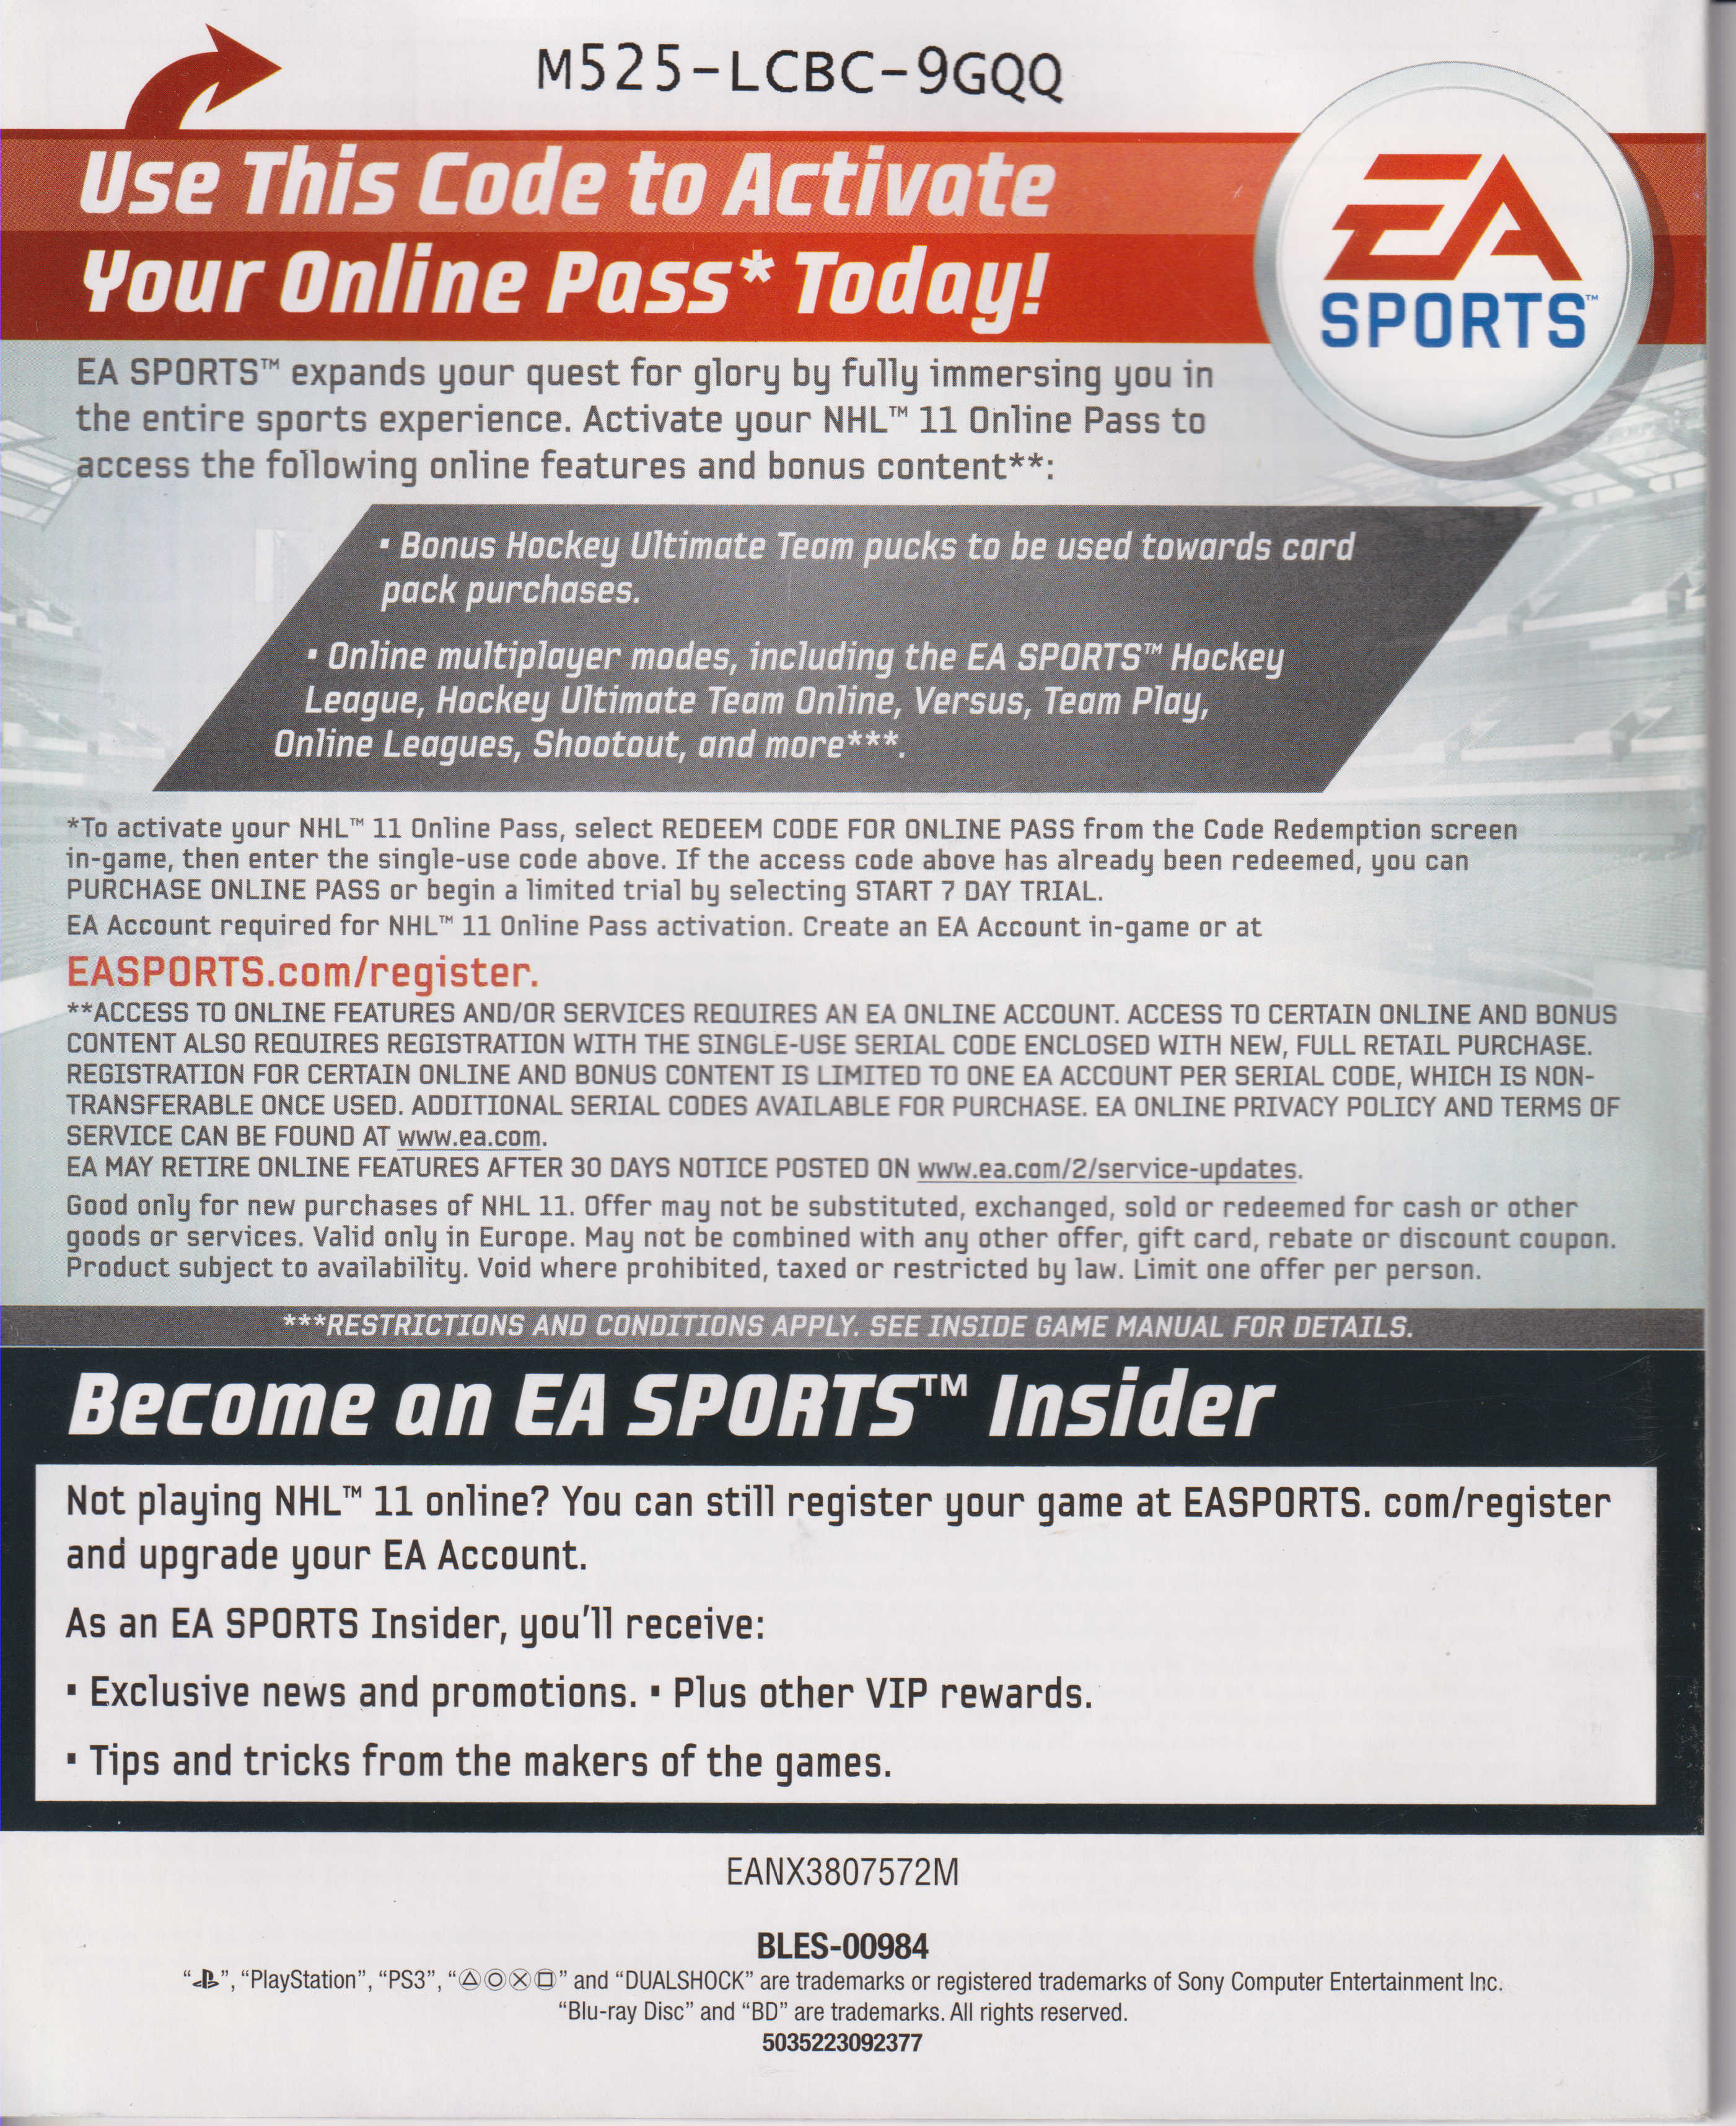 M525-LCBC-9GQQ
Use This Code to Activate
Your Online Pass* Today!
EA
SPORTS™
EA SPORTS™ expands your quest for glory by fully immersing you in
the entire sports experience. Activate your NHL™ 11 Online Pass to
access the following online features and bonus content**:
▪ Bonus Hockey Ultimate Team pucks to be used towards card
pack purchases.
▪ Online multiplayer modes, including the EA SPORTS™ Hockey
League, Hockey Ultimate Team Online, Versus, Team Play,
Online Leagues, Shootout, and more***.
*To activate your NHL™ 11 Online Pass, select REDEEM CODE FOR ONLINE PASS from the Code Redemption screen
in-game, then enter the single-use code above. If the access code above has already been redeemed, you can
PURCHASE ONLINE PASS or begin a limited trial by selecting START 7 DAY TRIAL.
EA Account required for NHL™ 11 Online Pass activation. Create an EA Account in-game or at
EASPORTS.com/register.
**ACCESS TO ONLINE FEATURES AND/OR SERVICES REQUIRES AN EA ONLINE ACCOUNT. ACCESS TO CERTAIN ONLINE AND BONUS
CONTENT ALSO REQUIRES REGISTRATION WITH THE SINGLE-USE SERIAL CODE ENCLOSED WITH NEW, FULL RETAIL PURCHASE.
REGISTRATION FOR CERTAIN ONLINE AND BONUS CONTENT IS LIMITED TO ONE EA ACCOUNT PER SERIAL CODE, WHICH IS NON-
TRANSFERABLE ONCE USED. ADDITIONAL SERIAL CODES AVAILABLE FOR PURCHASE. EA ONLINE PRIVACY POLICY AND TERMS OF
SERVICE CAN BE FOUND AT www.ea.com.
EA MAY RETIRE ONLINE FEATURES AFTER 30 DAYS NOTICE POSTED ON www.ea.com/2/service-updates.
Good only for new purchases of NHL 11. Offer may not be substituted, exchanged, sold or redeemed for cash or other
goods or services. Valid only in Europe. May not be combined with any other offer, gift card, rebate or discount coupon.
Product subject to availability. Void where prohibited, taxed or restricted by law. Limit one offer per person.
***RESTRICTIONS AND CONDITIONS APPLY. SEE INSIDE GAME MANUAL FOR DETAILS.
Become an EA SPORTS™ Insider
Not playing NHL™ 11 online? You can still register your game at EASPORTS. com/register
and upgrade your EA Account.
As an EA SPORTS Insider, you'll receive:
▪ Exclusive news and promotions. ▪ Plus other VIP rewards.
▪ Tips and tricks from the makers of the games.
EANX3807572M
BLES-00984
“ ”, “PlayStation”, “PS3”, “△○✕□” and “DUALSHOCK” are trademarks or registered trademarks of Sony Computer Entertainment Inc.
“Blu-ray Disc” and “BD” are trademarks. All rights reserved.
5035223092377